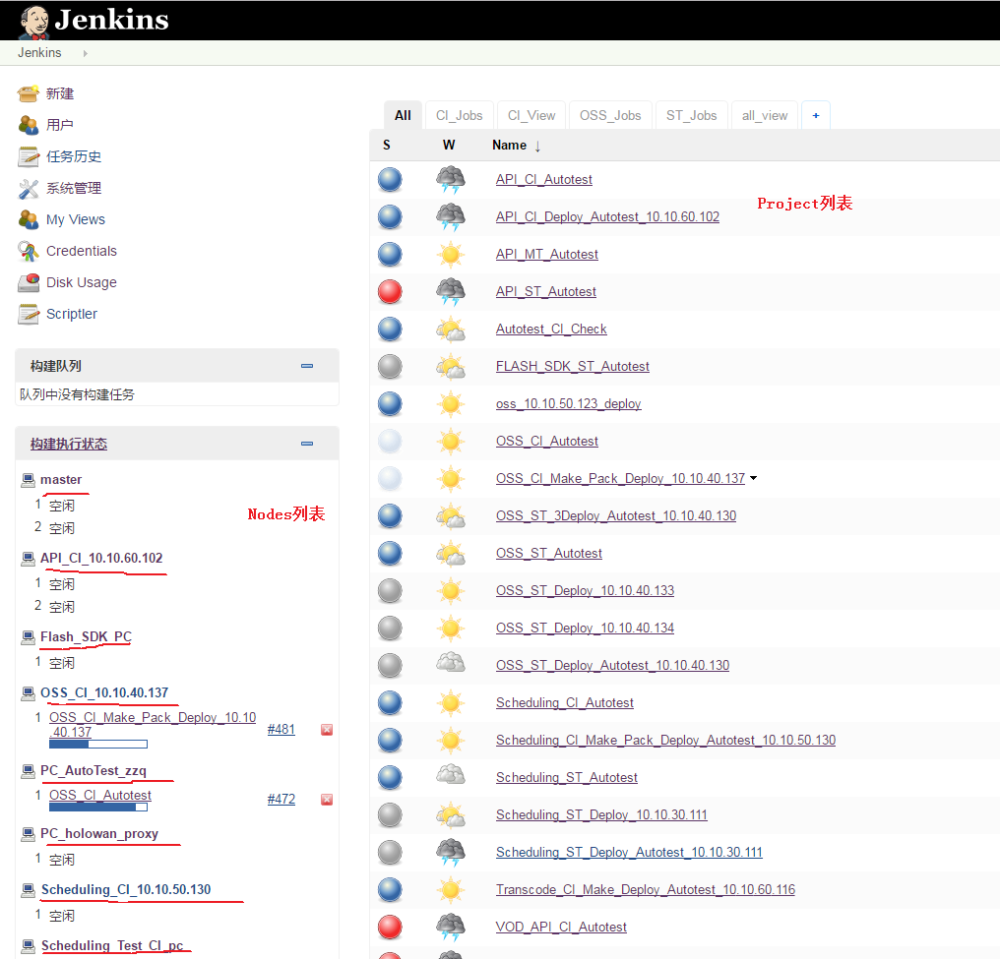 Jenkins
Jenkins
新建
用户
任务历史
系统管理
My Views
Credentials
Disk Usage
Scriptler
构建队列
队列中没有构建任务
构建执行状态
Nodes列表
master
1 空闲
2 空闲
API_CI_10.10.60.102
1 空闲
2 空闲
Flash_SDK_PC
1 空闲
OSS_CI_10.10.40.137
1 OSS_CI_Make_Pack_Deploy_10.10
.40.137 #481
PC_AutoTest_zzq
1 OSS_CI_Autotest #472
PC_holowan_proxy
1 空闲
Scheduling_CI_10.10.50.130
1 空闲
Scheduling_Test_CI_pc
All CI_Jobs CI_View OSS_Jobs ST_Jobs all_view +
S W Name ↓
Project列表
API_CI_Autotest
API_CI_Deploy_Autotest_10.10.60.102
API_MT_Autotest
API_ST_Autotest
Autotest_CI_Check
FLASH_SDK_ST_Autotest
oss_10.10.50.123_deploy
OSS_CI_Autotest
OSS_CI_Make_Pack_Deploy_10.10.40.137
OSS_ST_3Deploy_Autotest_10.10.40.130
OSS_ST_Autotest
OSS_ST_Deploy_10.10.40.133
OSS_ST_Deploy_10.10.40.134
OSS_ST_Deploy_Autotest_10.10.40.130
Scheduling_CI_Autotest
Scheduling_CI_Make_Pack_Deploy_Autotest_10.10.50.130
Scheduling_ST_Autotest
Scheduling_ST_Deploy_10.10.30.111
Scheduling_ST_Deploy_Autotest_10.10.30.111
Transcode_CI_Make_Deploy_Autotest_10.10.60.116
VOD_API_CI_Autotest